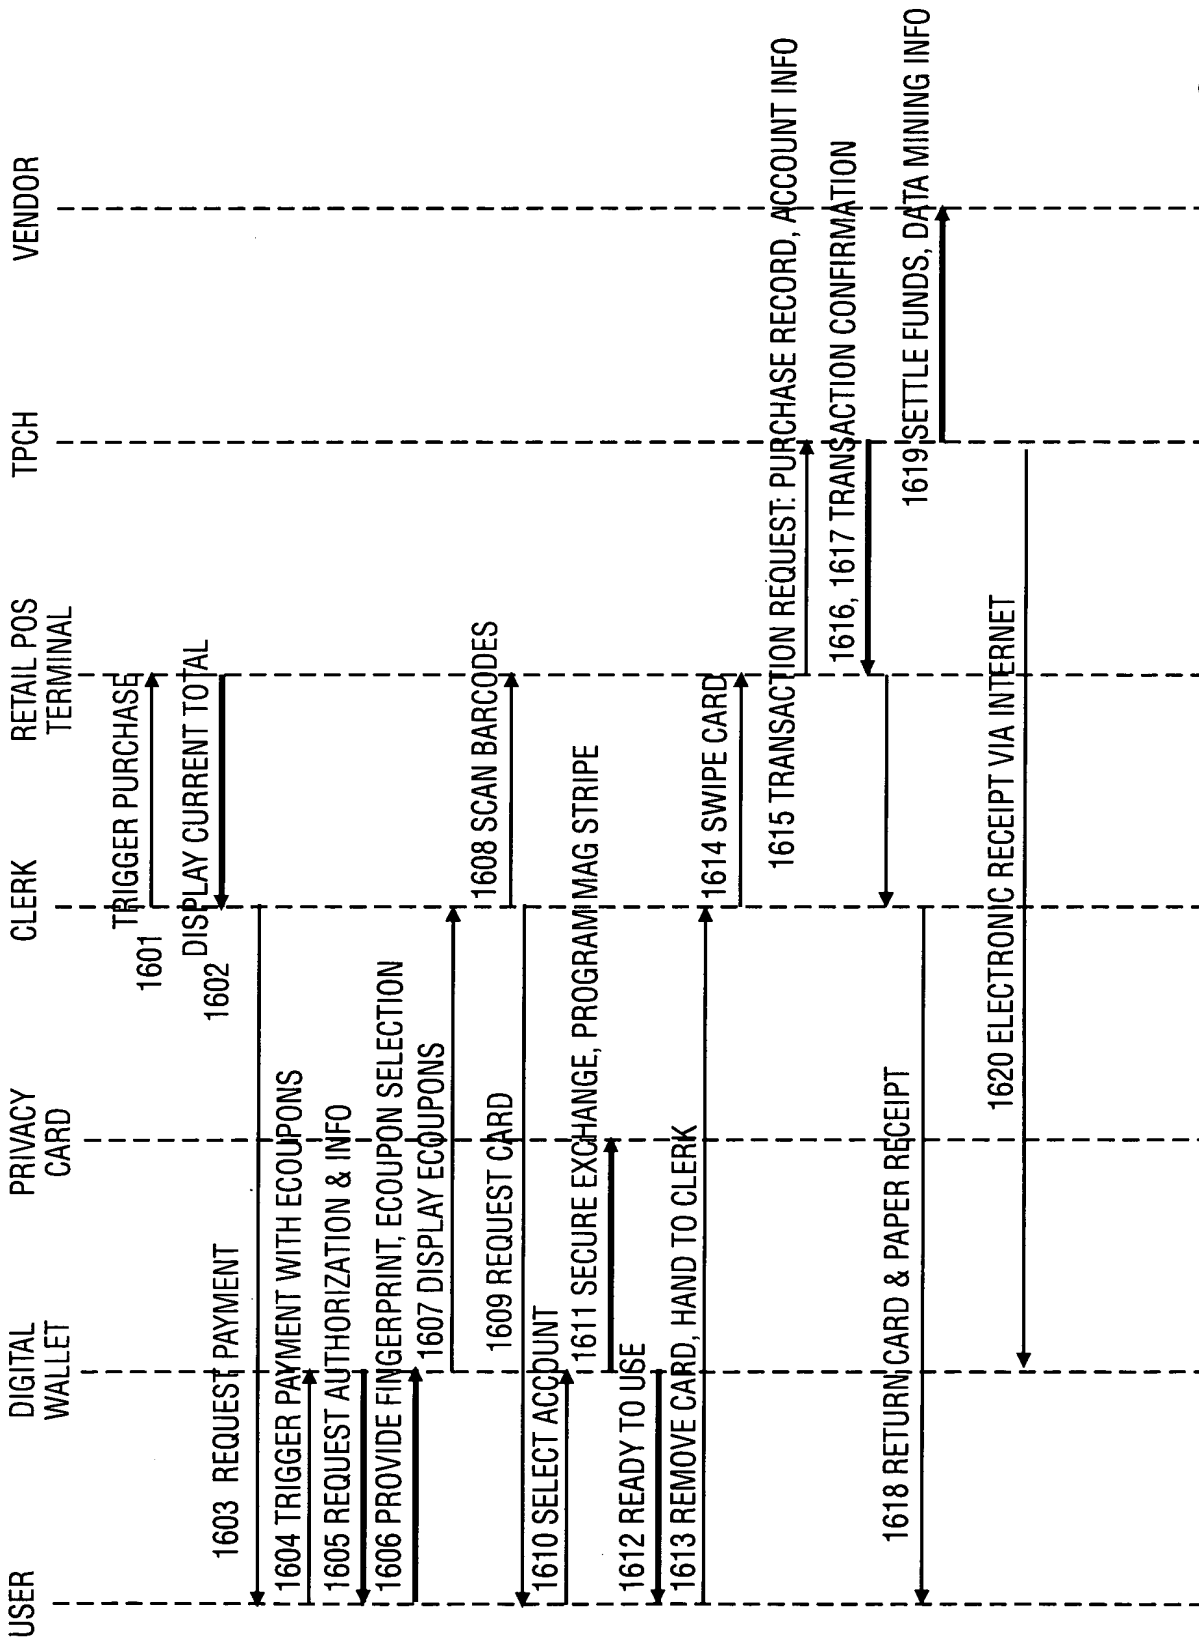 USER
DIGITAL
WALLET
PRIVACY
CARD
CLERK
RETAIL POS
TERMINAL
TPCH
VENDOR
TRIGGER PURCHASE
1601
DISPLAY CURRENT TOTAL
1602
1603 REQUEST PAYMENT
1604 TRIGGER PAYMENT WITH ECOUPONS
1605 REQUEST AUTHORIZATION & INFO
1606 PROVIDE FINGERPRINT, ECOUPON SELECTION
1607 DISPLAY ECOUPONS
1608 SCAN BARCODES
1609 REQUEST CARD
1610 SELECT ACCOUNT
1611 SECURE EXCHANGE, PROGRAM MAG STRIPE
1612 READY TO USE
1613 REMOVE CARD, HAND TO CLERK
1614 SWIPE CARD
1615 TRANSACTION REQUEST: PURCHASE RECORD, ACCOUNT INFO
1616, 1617 TRANSACTION CONFIRMATION
1618 RETURN CARD & PAPER RECEIPT
1619 SETTLE FUNDS, DATA MINING INFO
1620 ELECTRONIC RECEIPT VIA INTERNET